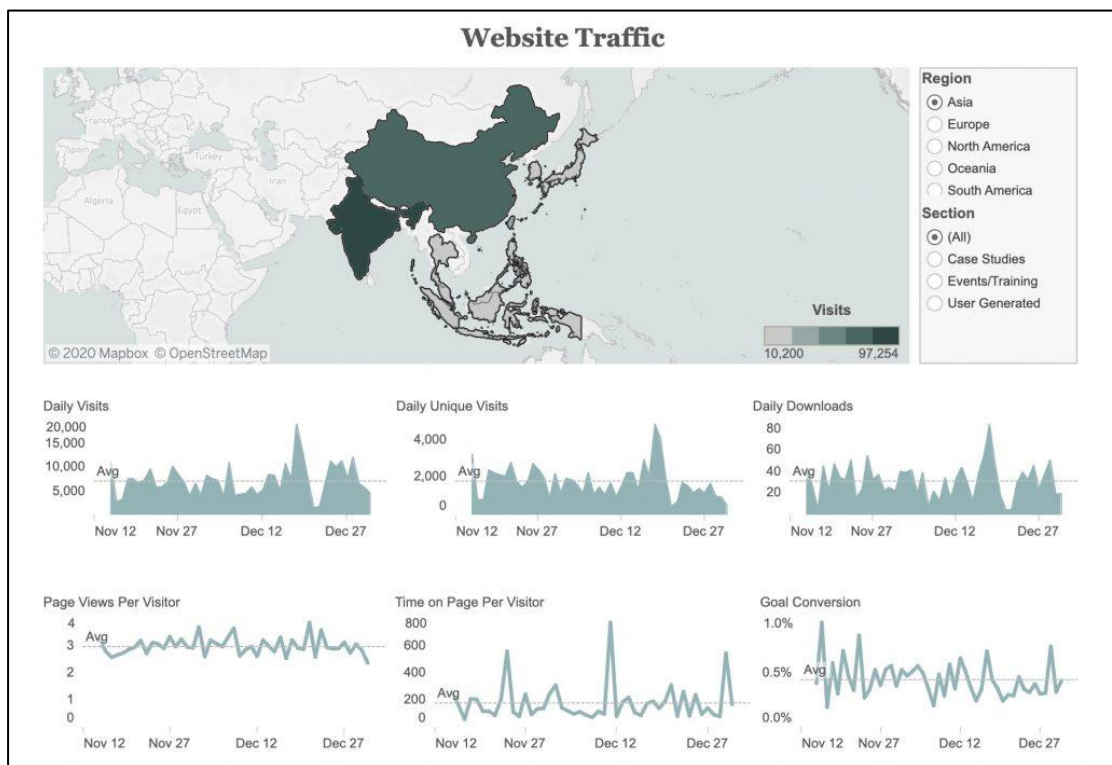 Website Traffic
France
Spain
Turkey
Iran
Algeria
Egypt
© 2020 Mapbox © OpenStreetMap
Visits
10,200 97,254
Region
Asia
Europe
North America
Oceania
South America
Section
(All)
Case Studies
Events/Training
User Generated
Daily Visits
20,000
15,000
Avg
10,000
5,000
Nov 12 Nov 27 Dec 12 Dec 27
Daily Unique Visits
4,000
Avg
2,000
0
Nov 12 Nov 27 Dec 12 Dec 27
Daily Downloads
80
60
Avg
40
20
Nov 12 Nov 27 Dec 12 Dec 27
Page Views Per Visitor
4
Avg
3
2
1
0
Nov 12 Nov 27 Dec 12 Dec 27
Time on Page Per Visitor
800
600
400
Avg
200
0
Nov 12 Nov 27 Dec 12 Dec 27
Goal Conversion
1.0%
Avg
0.5%
0.0%
Nov 12 Nov 27 Dec 12 Dec 27